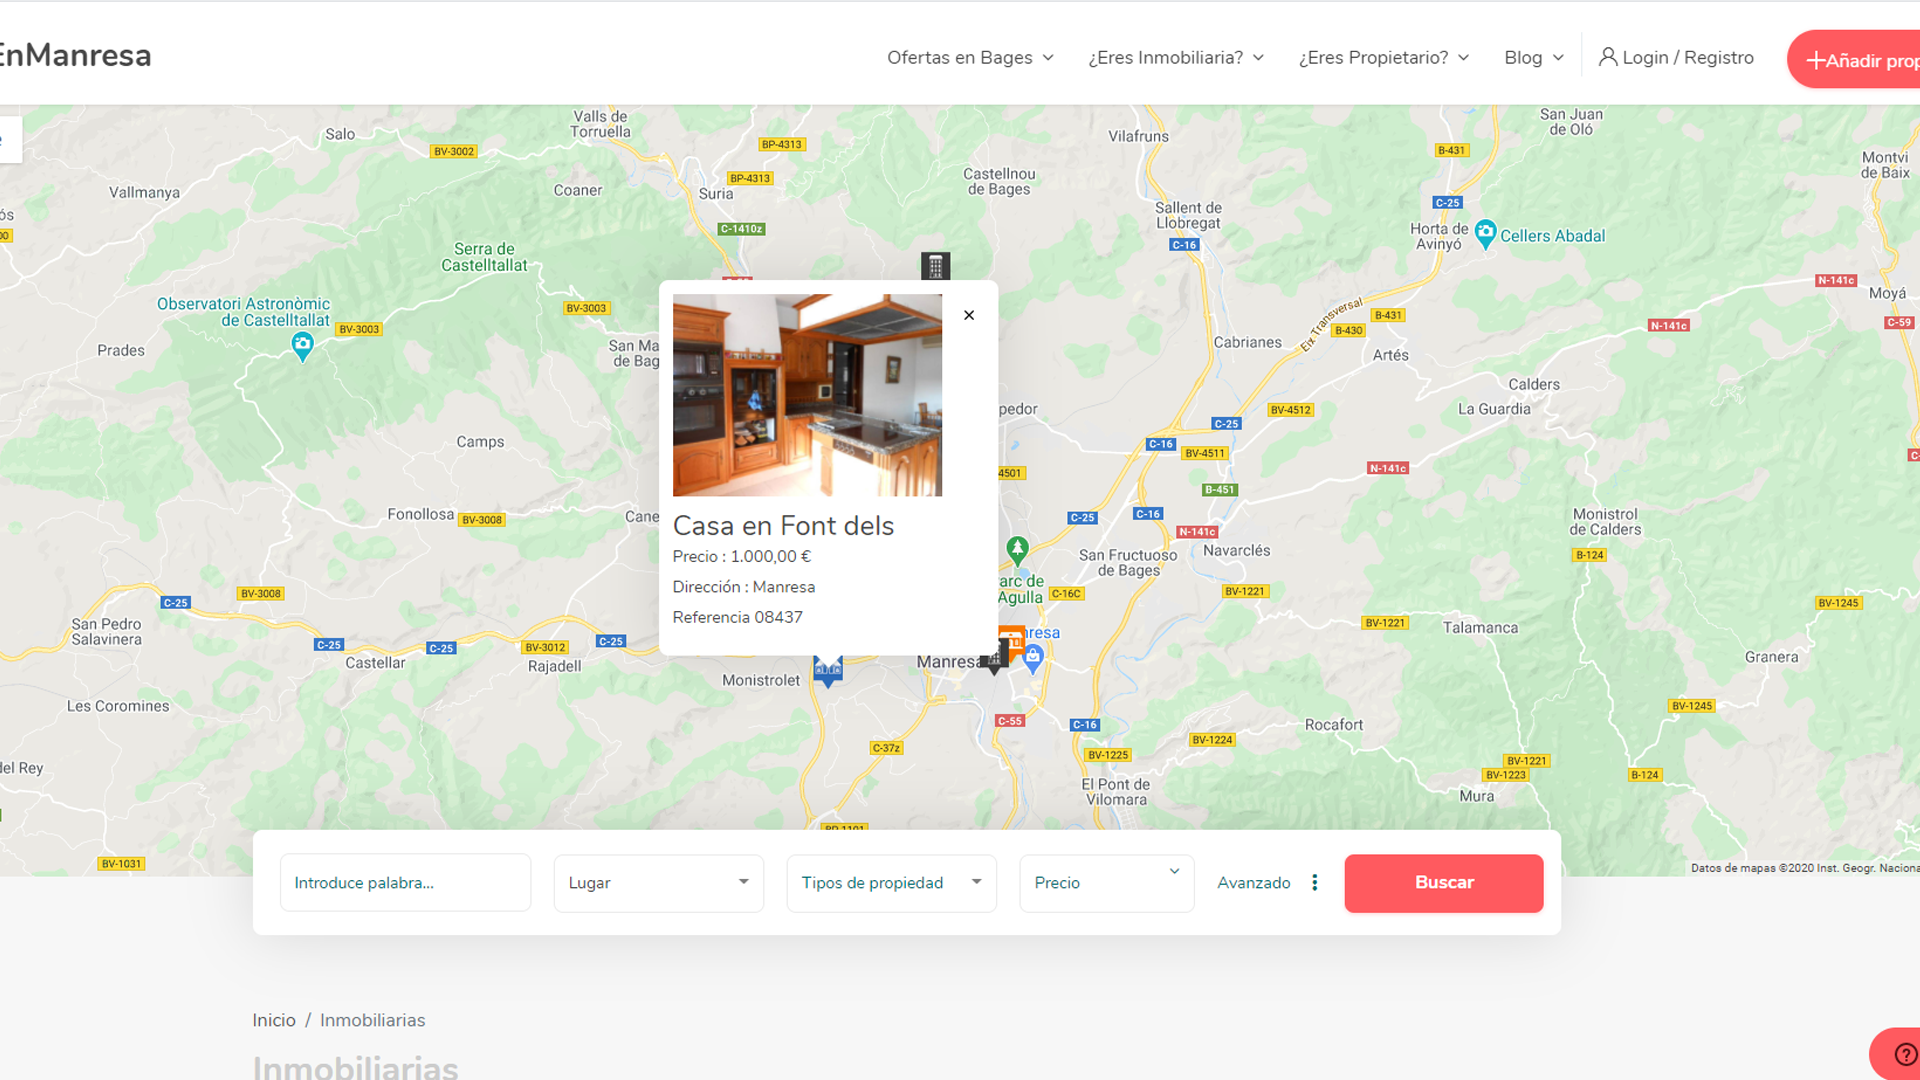 EnManresa
Ofertas en Bages
¿Eres Inmobiliaria?
¿Eres Propietario?
Blog
Login / Registro
Añadir prop
Salo
Valls de
Torruella
BP-4313
BV-3002
BP-4313
Vallmanya
Coaner
Suria
Castellnou
de Bages
Vilafruns
San Juan
de Oló
B-431
Montvi
de Baix
C-25
Sallent de
Llobregat
C-16
Horta de
Avinyó
Cellers Abadal
C-1410z
Serra de
Castelltallat
N-141c
Moyá
C-59
Observatori Astronòmic
de Castelltallat
BV-3003
BV-3003
Prades
San Ma
de Bag
Eix Transversal
B-431
B-430
N-141c
Cabrianes
Artés
Calders
La Guardia
pedor
BV-4512
C-25
C-16
BV-4511
Camps
4501
N-141c
B-451
Fonollosa
BV-3008
Cane
C-25
C-16
N-141c
Monistrol
de Calders
B-124
San Fructuoso
de Bages
Navarclés
Casa en Font dels
Precio : 1.000,00 €
Dirección : Manresa
Referencia 08437
arc de
Agulla
C-16C
BV-1221
BV-3008
C-25
BV-1245
San Pedro
Salavinera
C-25
C-25
BV-3012
C-25
Castellar
Rajadell
BV-1221
Talamanca
nresa
Manresa
Granera
Monistrolet
Les Coromines
C-55
C-16
Rocafort
BV-1245
C-37z
BV-1224
BV-1225
BV-1221
BV-1223
B-124
del Rey
El Pont de
Vilomara
Mura
BP-1101
BV-1031
Datos de mapas ©2020 Inst. Geogr. Naciona
Introduce palabra...
Lugar
Tipos de propiedad
Precio
Avanzado
Buscar
Inicio / Inmobiliarias
Inmobiliarias